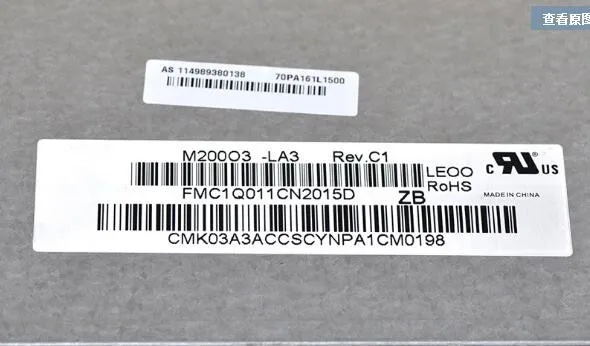 查看原图
AS 114989380138 70PA161L1500
M200O3 -LA3 Rev.C1
LEOO
RoHS
FMC1Q011CN2015D ZB
C UR US
MADE IN CHINA
CMK03A3ACCSCYNPA1CM0198